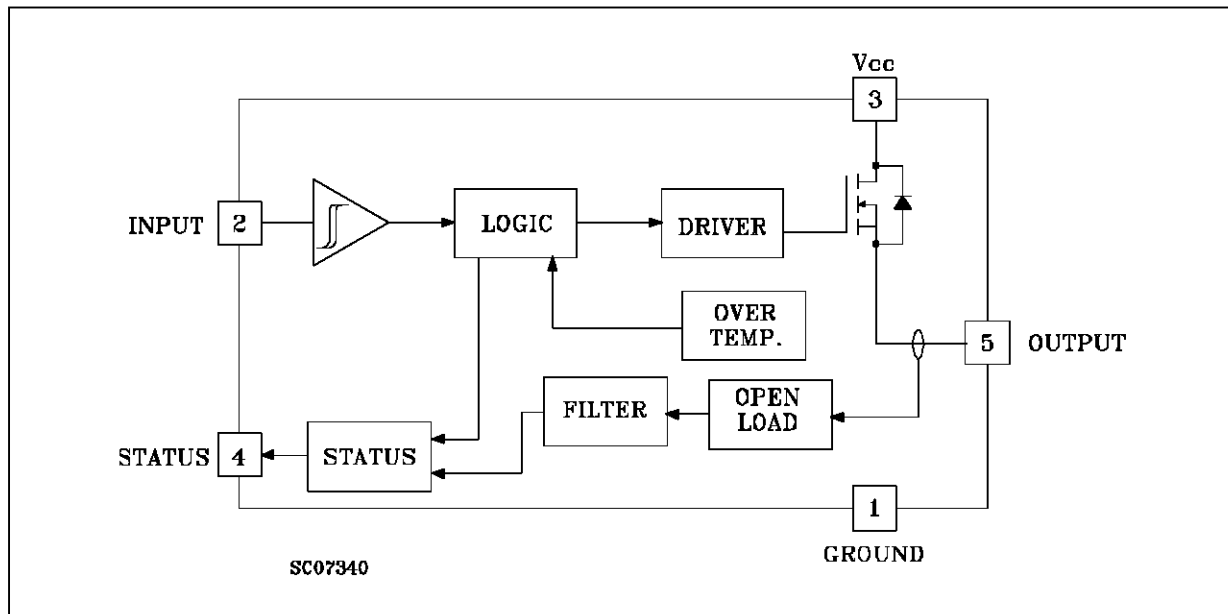 Vcc
3
INPUT
2
LOGIC
DRIVER
OVER
TEMP.
5
OUTPUT
OPEN
LOAD
FILTER
STATUS
4
STATUS
1
GROUND
SC07340